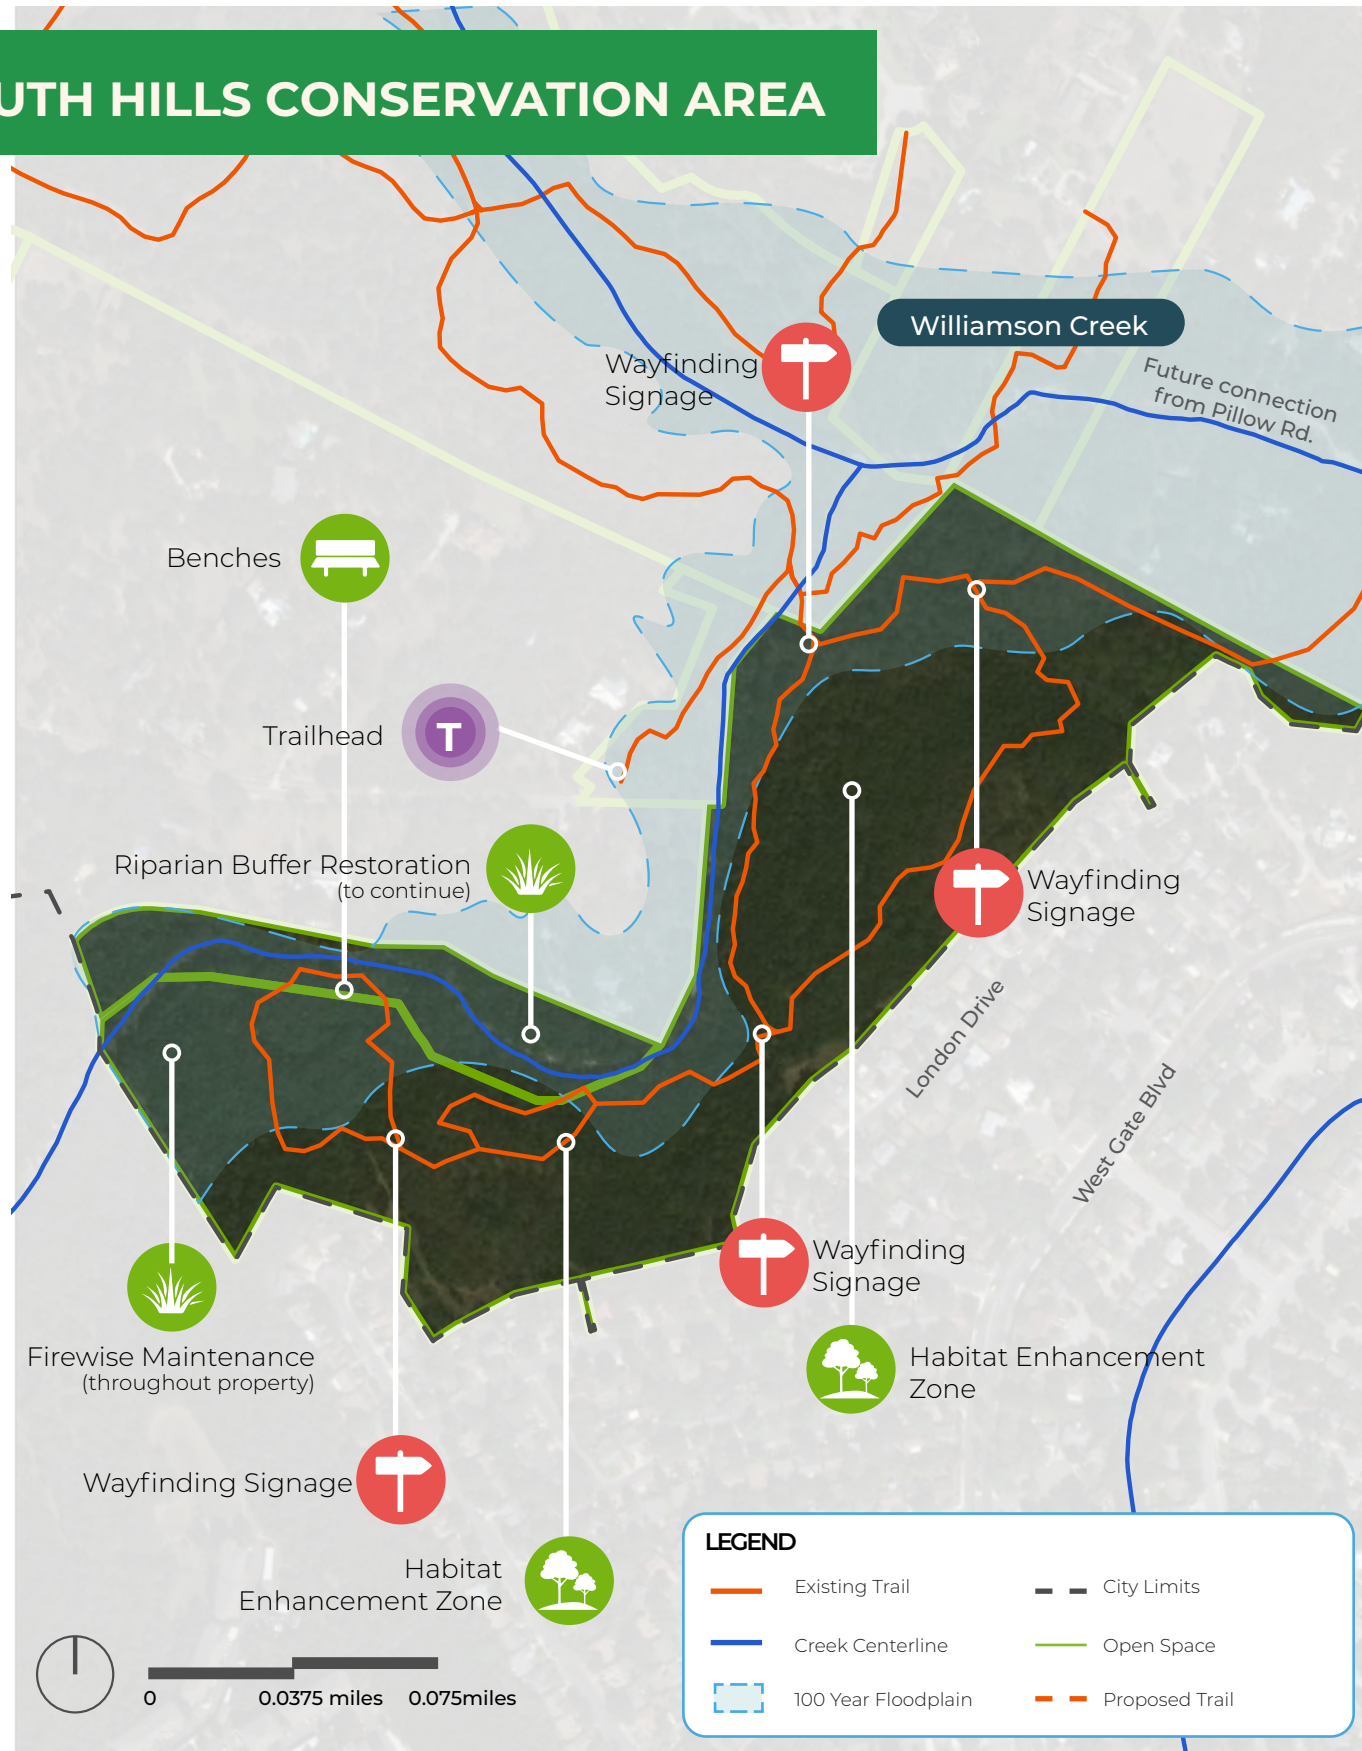 UTH HILLS CONSERVATION AREA
Williamson Creek
Wayfinding
Signage
Future connection
from Pillow Rd.
Benches
Trailhead
T
Riparian Buffer Restoration
(to continue)
Wayfinding
Signage
London Drive
West Gate Blvd
Wayfinding
Signage
Firewise Maintenance
(throughout property)
Habitat Enhancement
Zone
Wayfinding Signage
Habitat
Enhancement Zone
LEGEND
Existing Trail
City Limits
Creek Centerline
Open Space
100 Year Floodplain
Proposed Trail
0
0.0375 miles
0.075miles